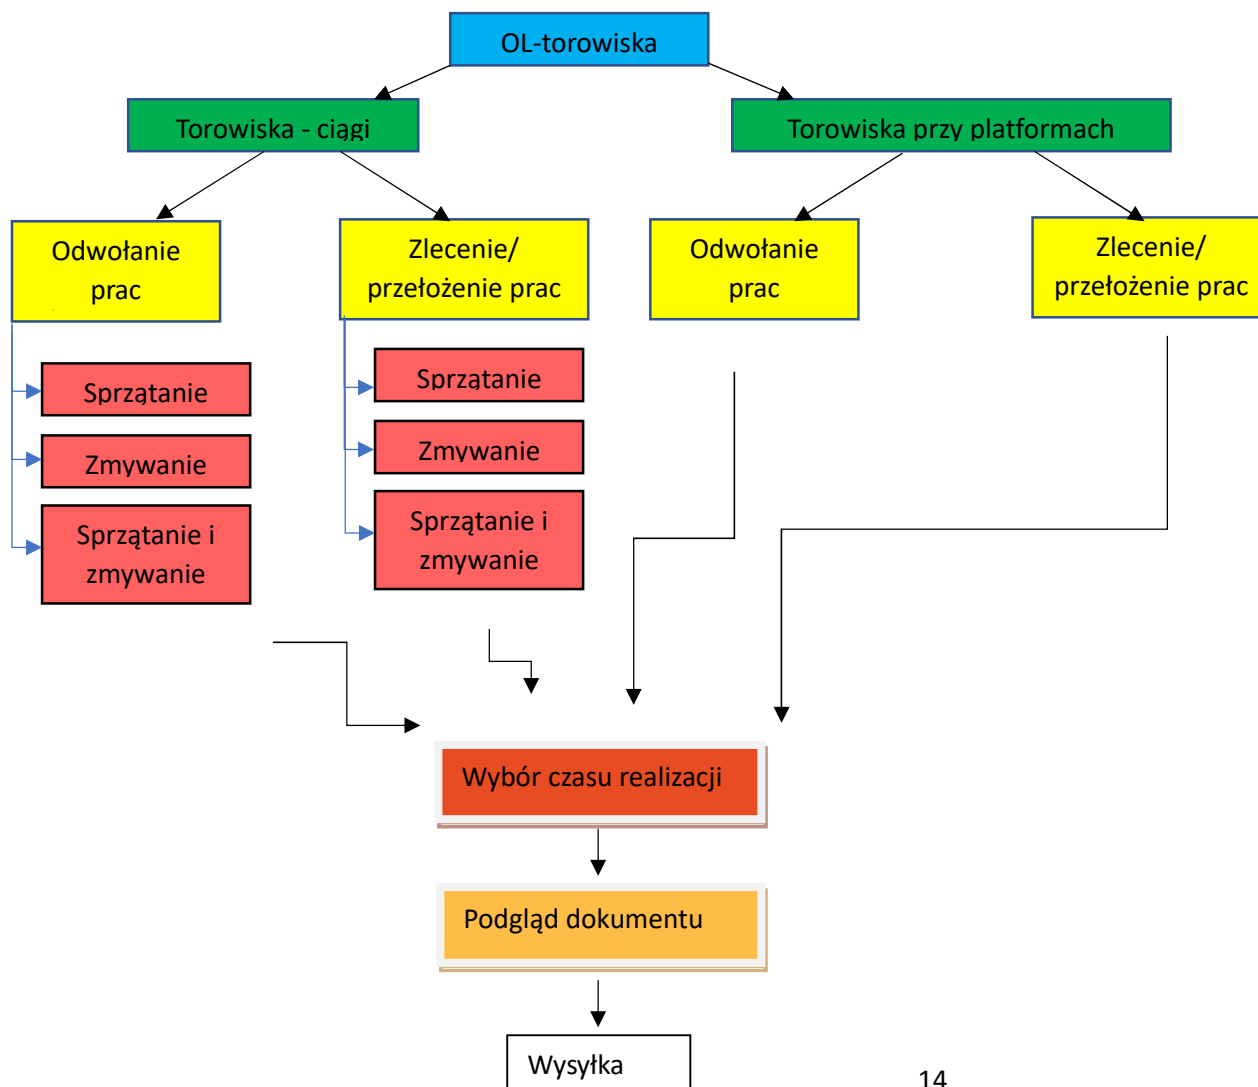 OL-torowiska
Torowiska - ciągi
Torowiska przy platformach
Odwołanie
prac
Zlecenie/
przełożenie prac
Odwołanie
prac
Zlecenie/
przełożenie prac
Sprzątanie
Zmywanie
Sprzątanie i
zmywanie
Sprzątanie
Zmywanie
Sprzątanie i
zmywanie
Wybór czasu realizacji
Podgląd dokumentu
Wysyłka
14